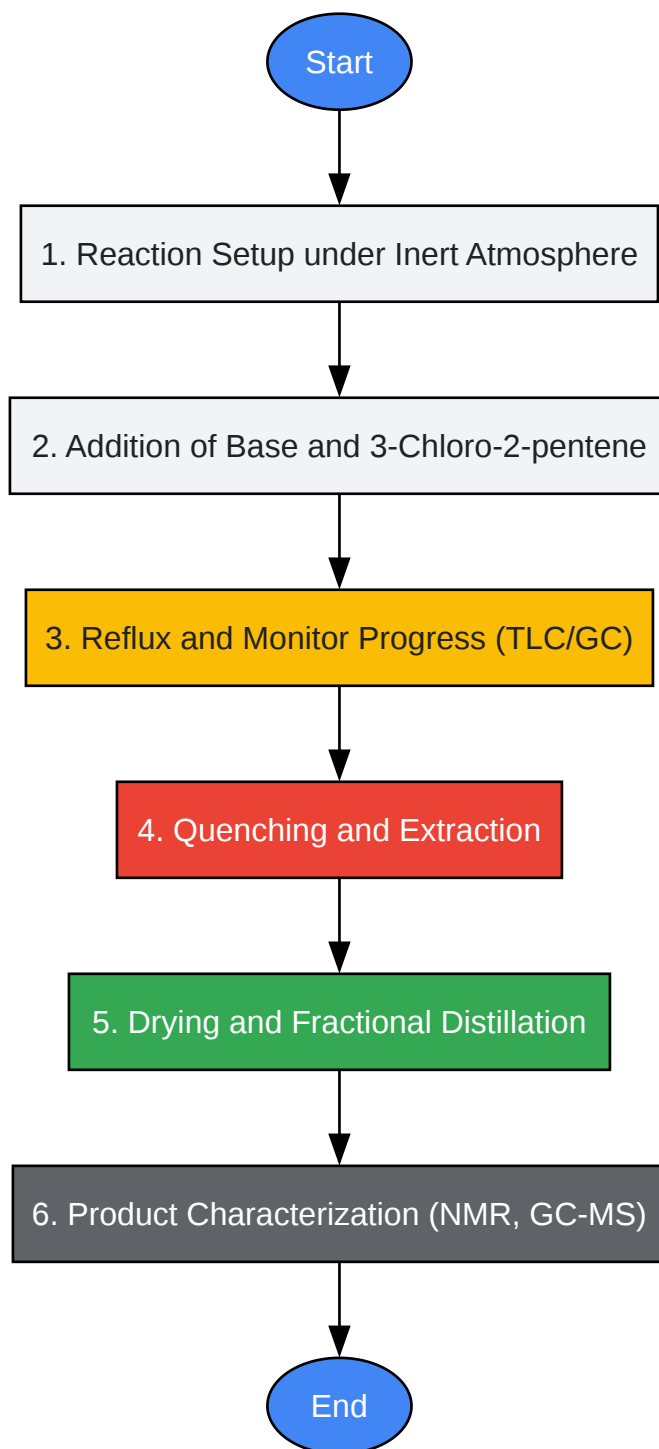 Start
1. Reaction Setup under Inert Atmosphere
2. Addition of Base and 3-Chloro-2-pentene
3. Reflux and Monitor Progress (TLC/GC)
4. Quenching and Extraction
5. Drying and Fractional Distillation
6. Product Characterization (NMR, GC-MS)
End